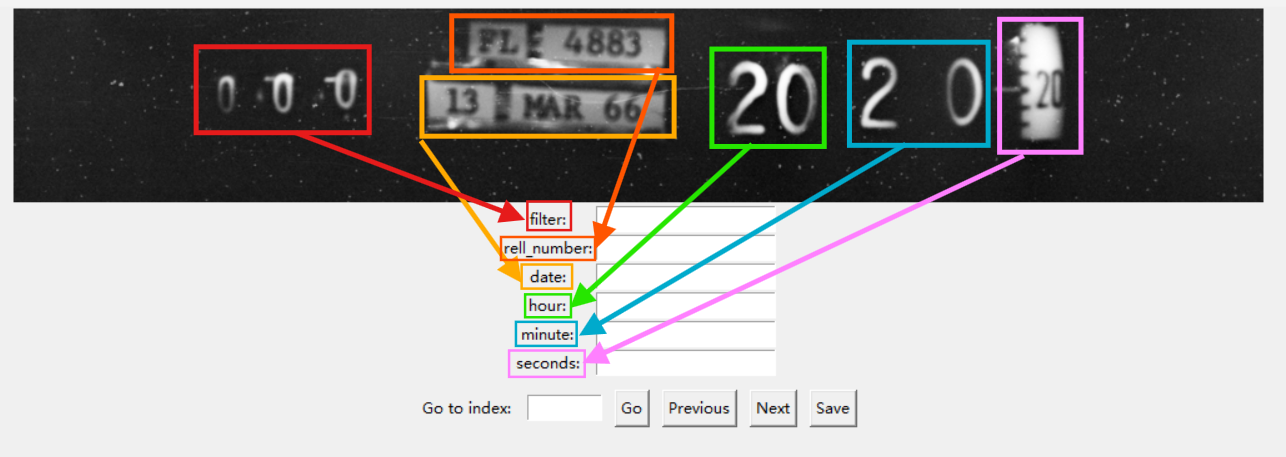 FL 4883
0 0 0 13 MAR 66 20 2 0 20
filter:
rell_number:
date:
hour:
minute:
seconds:
Go to index: Go Previous Next Save